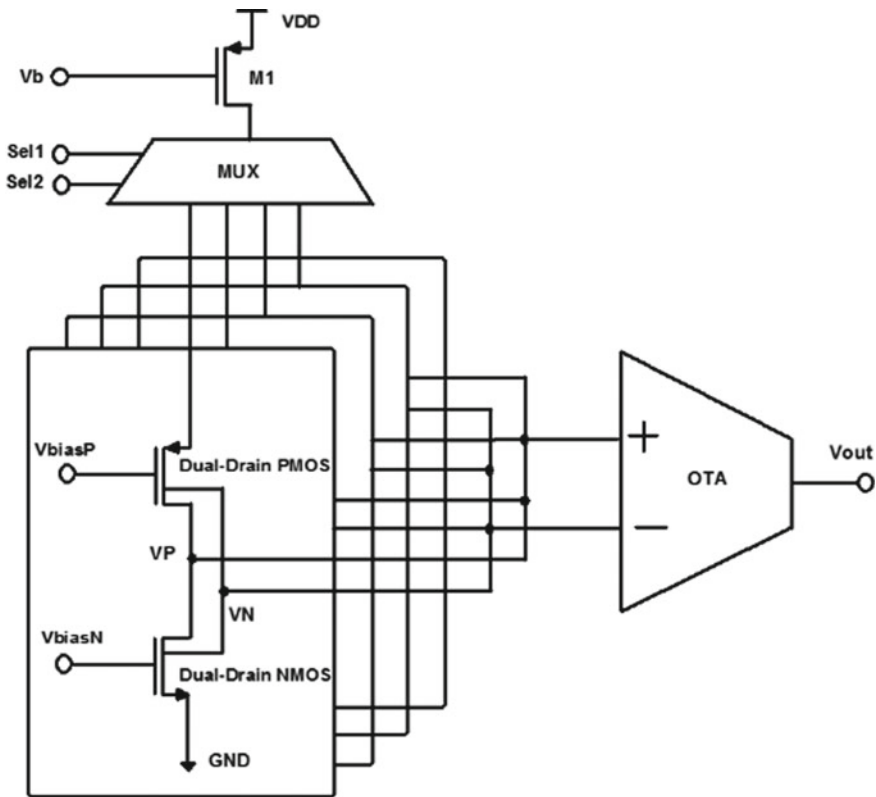 VDD
Vb
M1
Sel1
MUX
Sel2
VbiasP
Dual-Drain PMOS
+
Vout
OTA
−
VP
VN
VbiasN
Dual-Drain NMOS
GND